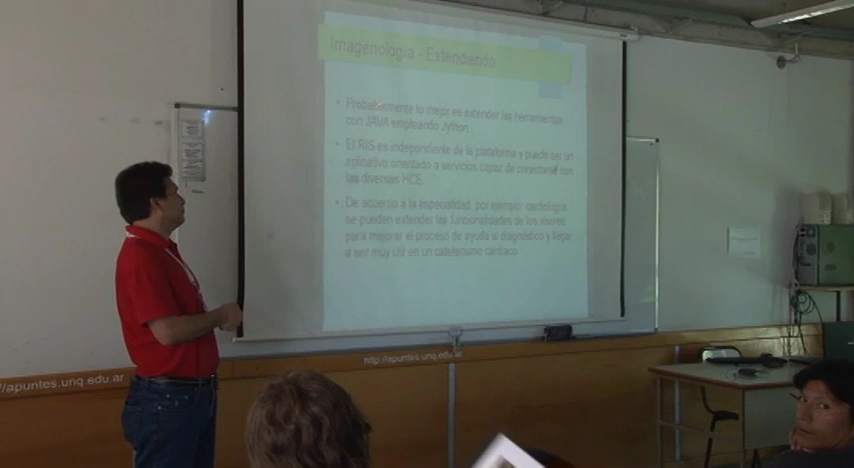 Imagenología - Extendiendo
• Probablemente lo mejor es extender las herramientas
con JAVA empleando Jython.
• El RIS es independiente de la plataforma y puede ser un
aplicativo orientado a servicios capaz de conectarse con
las diversas HCE.
• De acuerdo a la especialidad, por ejemplo: cardiología,
se pueden extender las funcionalidades de los visores
para mejorar el proceso de ayuda al diagnóstico y llegar
a ser muy útil en un cateterismo cardíaco.
http://apuntes.unq.edu.ar
//apuntes.unq.edu.ar